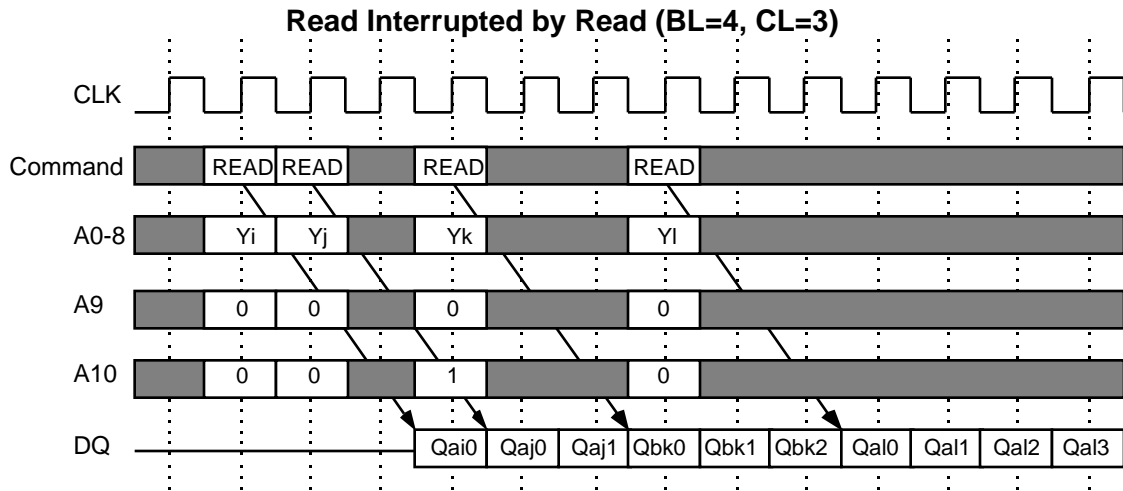 Read Interrupted by Read (BL=4, CL=3)
CLK
Command READ READ READ READ
A0-8 Yi Yj Yk Yl
A9 0 0 0 0
A10 0 0 1 0
DQ Qai0 Qaj0 Qaj1 Qbk0 Qbk1 Qbk2 Qal0 Qal1 Qal2 Qal3